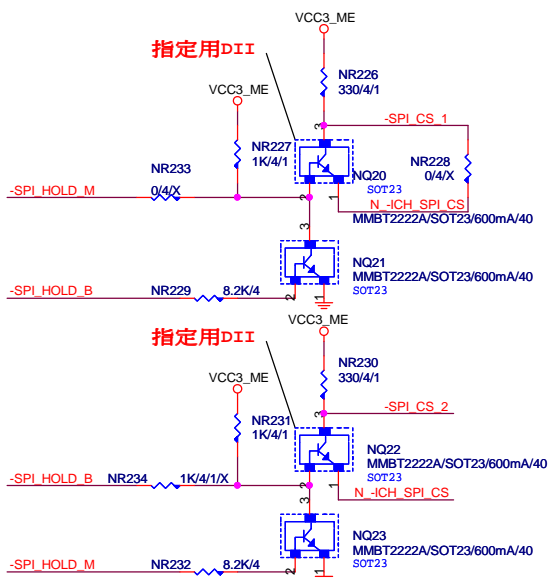 VCC3_ME
指定用DII
NR226
330/4/1
VCC3_ME
3
-SPI_CS_1
NR227
1K/4/1
NR228
0/4/X
NR233
0/4/X
NQ20
SOT23
-SPI_HOLD_M
2
1
N_-ICH_SPI_CS
MMBT2222A/SOT23/600mA/40
3
NQ21
MMBT2222A/SOT23/600mA/40
SOT23
-SPI_HOLD_B
NR229
8.2K/4
2
1
VCC3_ME
指定用DII
NR230
330/4/1
VCC3_ME
3
-SPI_CS_2
NR231
1K/4/1
NQ22
MMBT2222A/SOT23/600mA/40
SOT23
-SPI_HOLD_B
NR234
1K/4/1/X
2
1
N_-ICH_SPI_CS
3
NQ23
MMBT2222A/SOT23/600mA/40
SOT23
-SPI_HOLD_M
NR232
8.2K/4
2
1